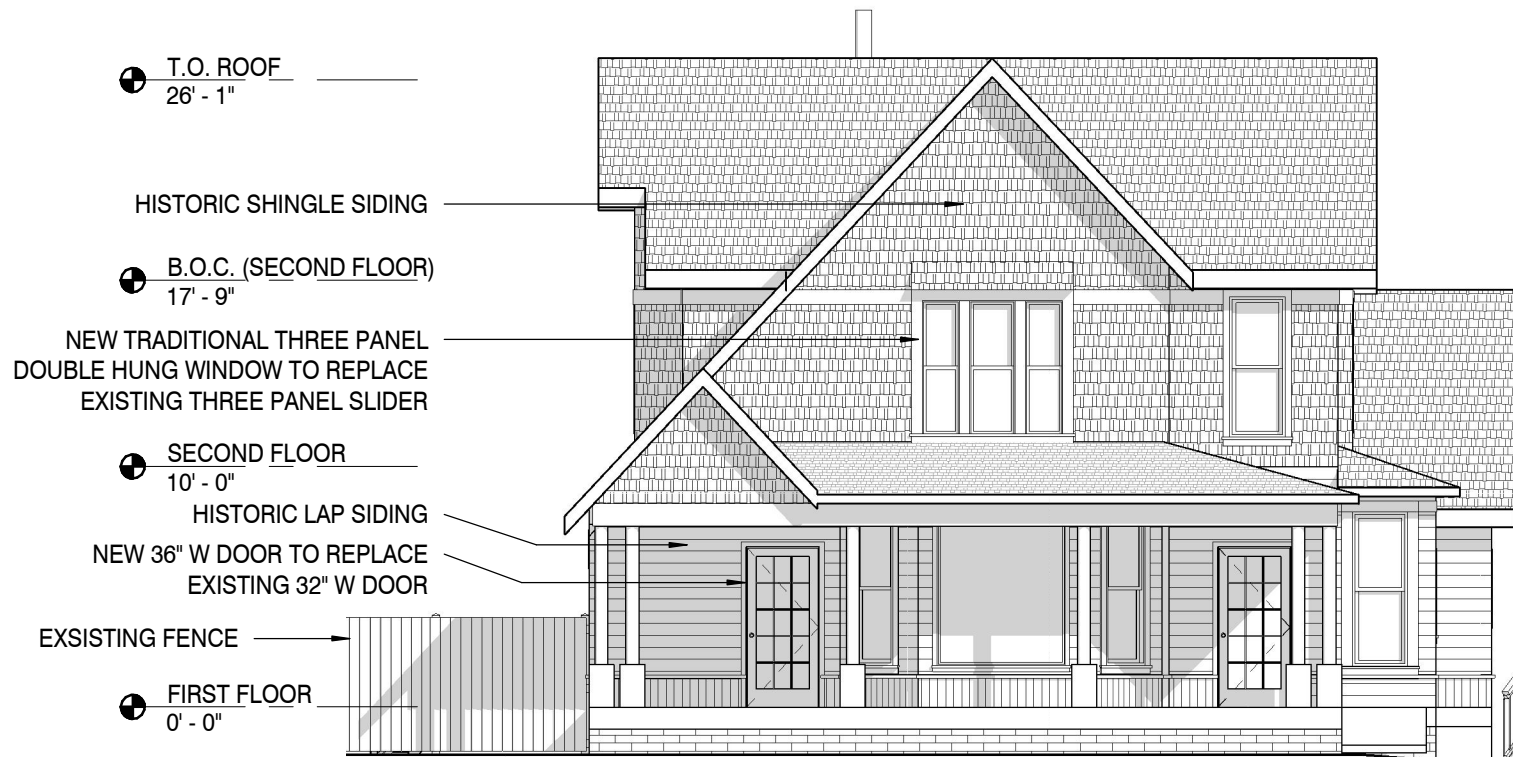 T.O. ROOF
26' - 1"
HISTORIC SHINGLE SIDING
B.O.C. (SECOND FLOOR)
17' - 9"
NEW TRADITIONAL THREE PANEL
DOUBLE HUNG WINDOW TO REPLACE
EXISTING THREE PANEL SLIDER
SECOND FLOOR
10' - 0"
HISTORIC LAP SIDING
NEW 36" W DOOR TO REPLACE
EXISTING 32" W DOOR
EXSISTING FENCE
FIRST FLOOR
0' - 0"